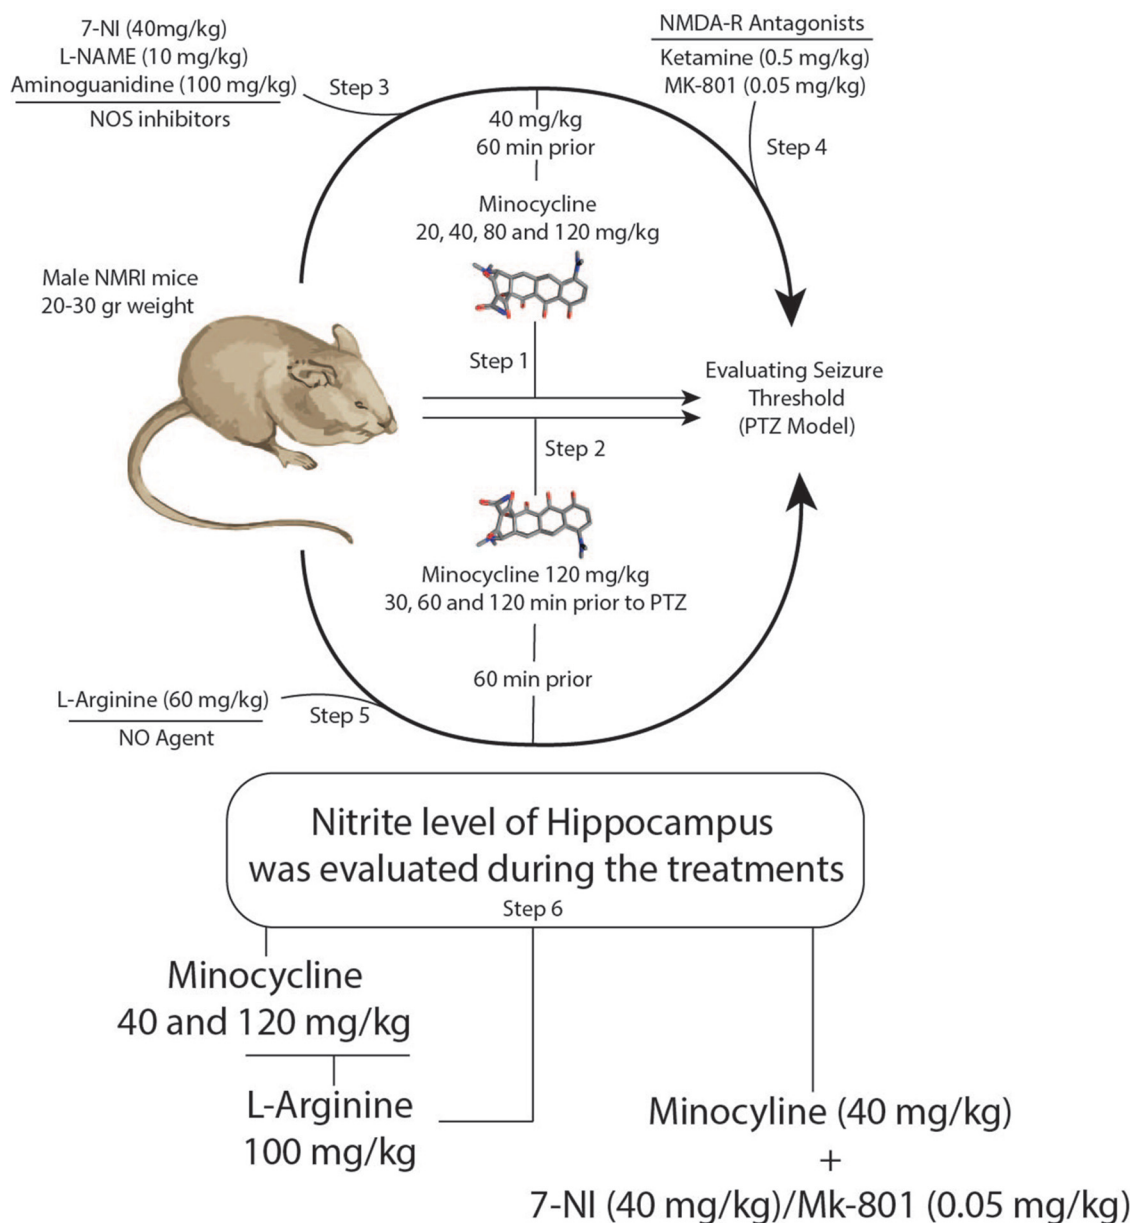 7-NI (40mg/kg)
L-NAME (10 mg/kg)
Aminoguanidine (100 mg/kg)
NOS inhibitors
Step 3
NMDA-R Antagonists
Ketamine (0.5 mg/kg)
MK-801 (0.05 mg/kg)
Step 4
40 mg/kg
60 min prior
Minocycline
20, 40, 80 and 120 mg/kg
Male NMRI mice
20-30 gr weight
Step 1
Evaluating Seizure
Threshold
(PTZ Model)
Step 2
Minocycline 120 mg/kg
30, 60 and 120 min prior to PTZ
60 min prior
L-Arginine (60 mg/kg)
NO Agent
Step 5
Nitrite level of Hippocampus
was evaluated during the treatments
Step 6
Minocycline
40 and 120 mg/kg
L-Arginine
100 mg/kg
Minocyline (40 mg/kg)
+
7-NI (40 mg/kg)/Mk-801 (0.05 mg/kg)